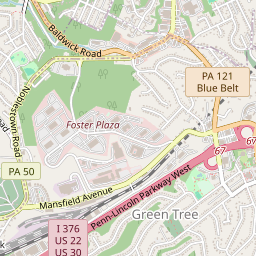 Baldwick Road
PA 121
Blue Belt
Noblestown Road
Foster Plaza
67
67
PA 50
Mansfield Avenue
Penn-Lincoln Parkway West
Green Tree
I 376
US 22
US 30